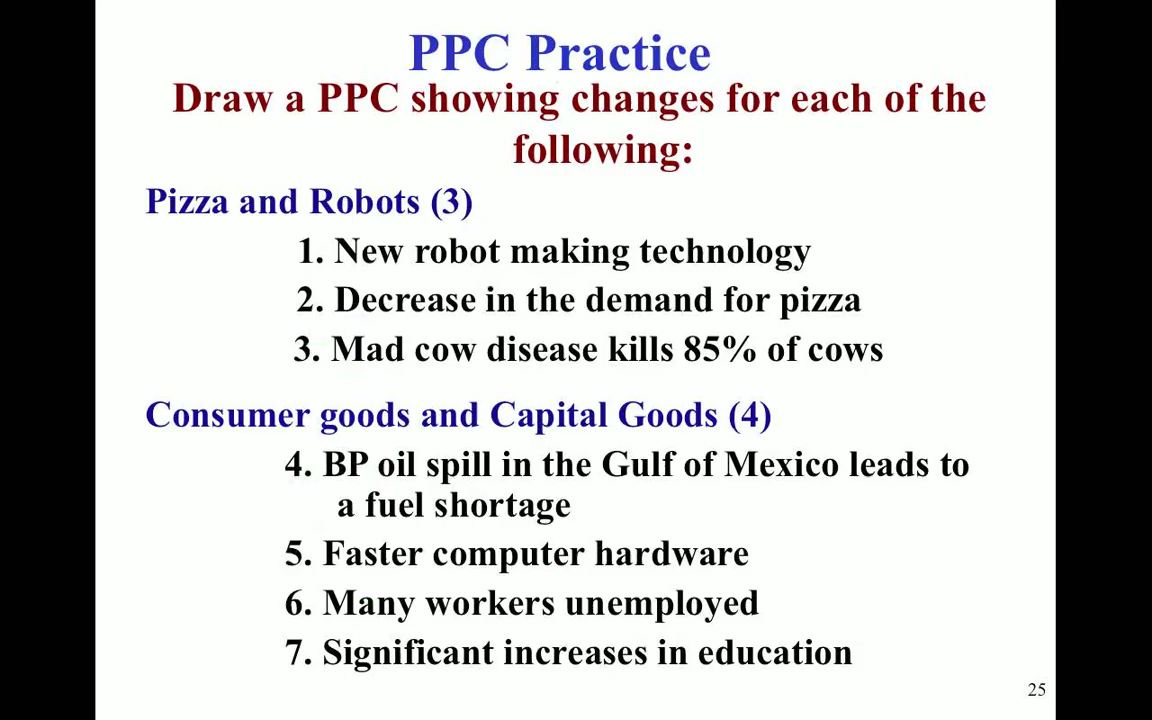 PPC Practice
Draw a PPC showing changes for each of the
following:
Pizza and Robots (3)
1. New robot making technology
2. Decrease in the demand for pizza
3. Mad cow disease kills 85% of cows
Consumer goods and Capital Goods (4)
4. BP oil spill in the Gulf of Mexico leads to
a fuel shortage
5. Faster computer hardware
6. Many workers unemployed
7. Significant increases in education
25